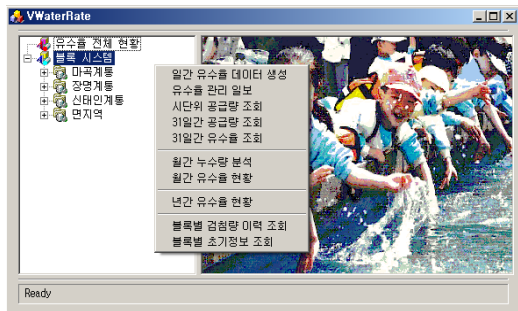 VWaterRate
유수율 전체 현황
블록 시스템
마곡계통
장명계통
신태인계통
면지역
일간 유수율 데이터 생성
유수율 관리 일보
시단위 공급량 조회
31일간 공급량 조회
31일간 유수율 조회
월간 누수량 분석
월간 유수율 현황
년간 유수율 현황
블록별 검침량 이력 조회
블록별 초기정보 조회
Ready